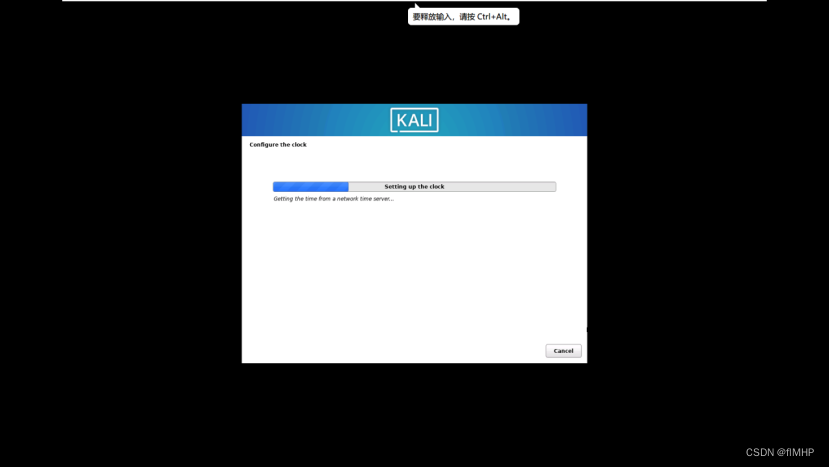 要释放输入，请按 Ctrl+Alt。
KALI
Configure the clock
Setting up the clock
Getting the time from a network time server...
Cancel
CSDN @flMHP